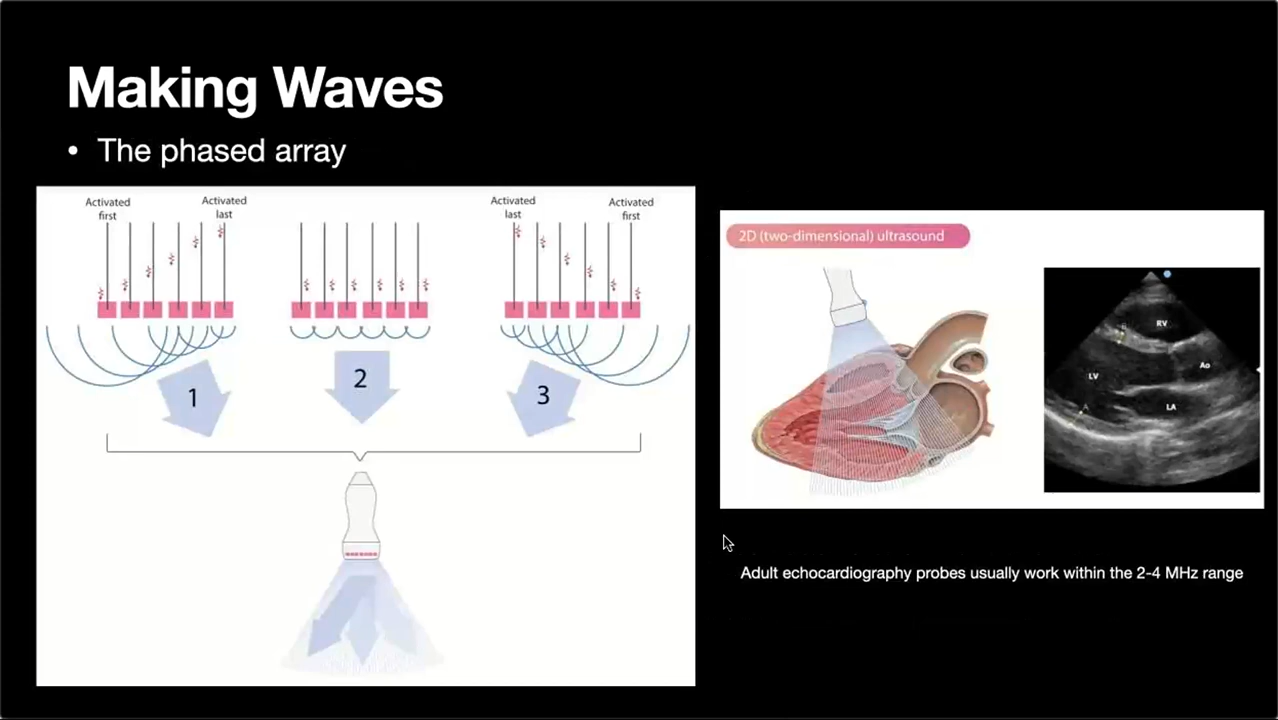 Making Waves
• The phased array
Activated
first
Activated
last
Activated
last
Activated
first
1
2
3
2D (two-dimensional) ultrasound
RV
LV
Ao
LA
Adult echocardiography probes usually work within the 2-4 MHz range